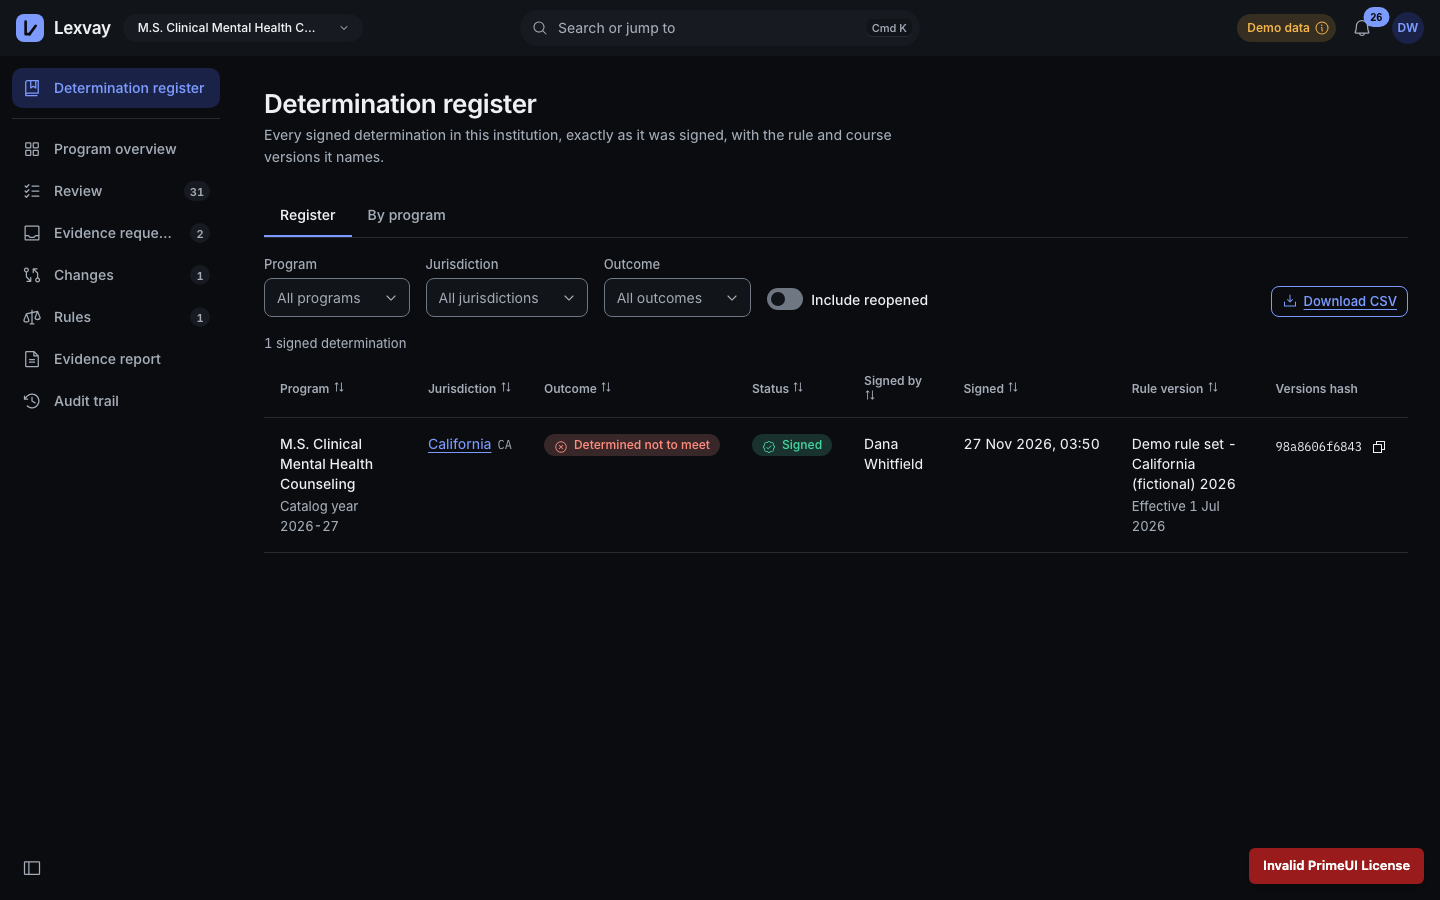 Lexvay
M.S. Clinical Mental Health C...
Search or jump to
Cmd K
Demo data
26
DW
Determination register
Program overview
Review
31
Evidence reque...
2
Changes
1
Rules
1
Evidence report
Audit trail
Determination register
Every signed determination in this institution, exactly as it was signed, with the rule and course
versions it names.
Register
By program
Program
Jurisdiction
Outcome
All programs
All jurisdictions
All outcomes
Include reopened
Download CSV
1 signed determination
Program
Jurisdiction
Outcome
Status
Signed by
Signed
Rule version
Versions hash
M.S. Clinical
Mental Health
Counseling
Catalog year
2026-27
California CA
Determined not to meet
Signed
Dana
Whitfield
27 Nov 2026, 03:50
Demo rule set -
California
(fictional) 2026
Effective 1 Jul
2026
98a8606f6843
Invalid PrimeUI License